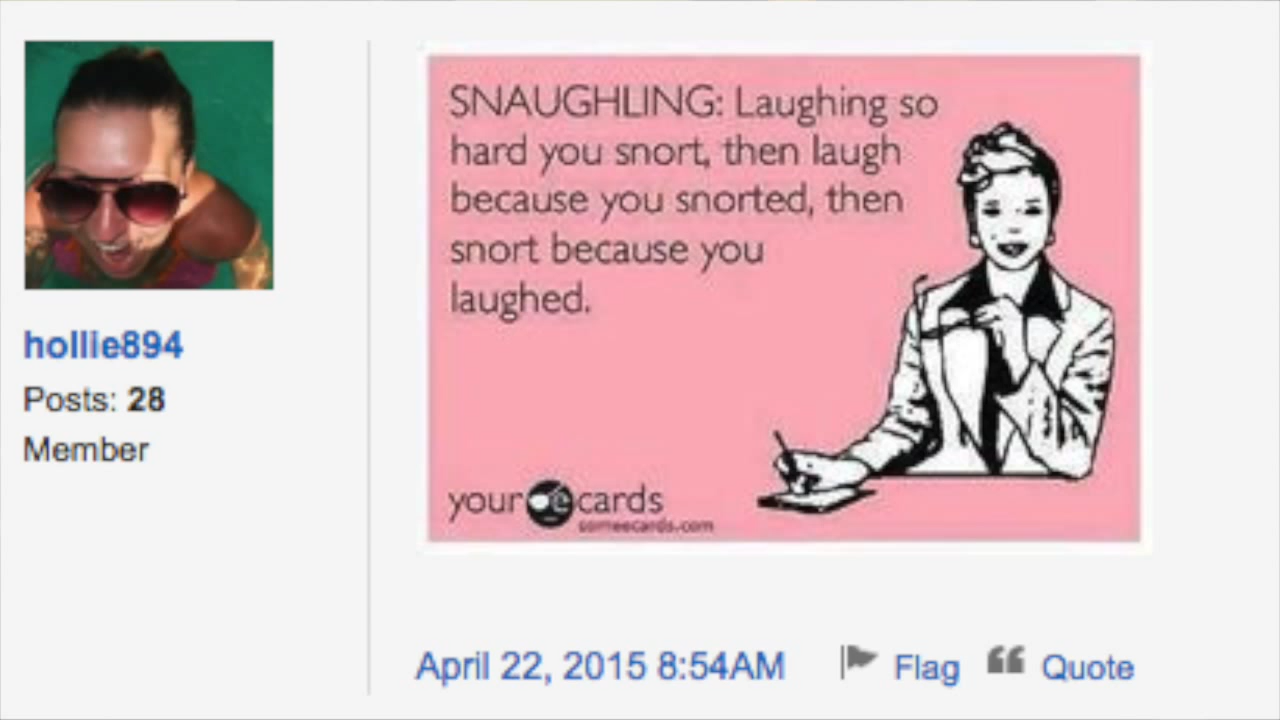 SNAUGHLING: Laughing so
hard you snort, then laugh
because you snorted, then
snort because you
laughed.
your e cards
someecards.com
hollie894
Posts: 28
Member
April 22, 2015 8:54AM
Flag
Quote